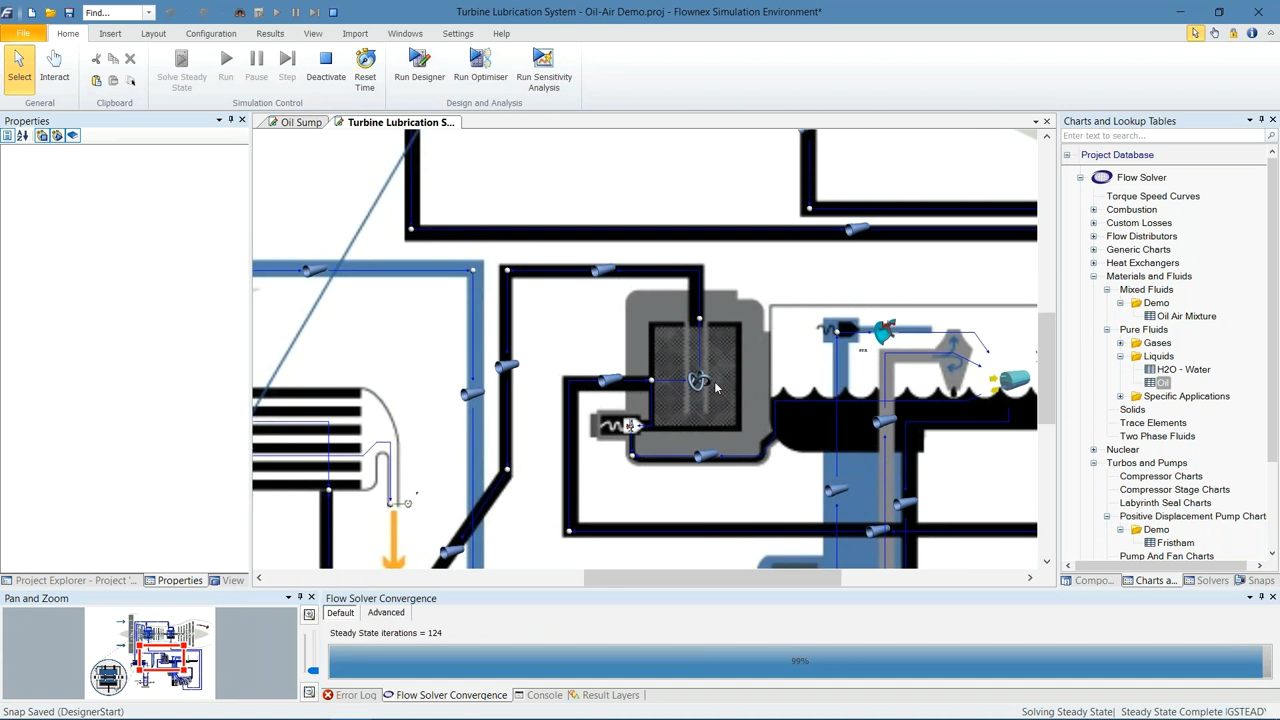 Find...
Turbine Lubrication System - Oil-Air Demo.proj - Flownex Simulation Environment*
File Home Insert Layout Configuration Results View Import Windows Settings Help
Select Interact Solve Steady State Run Pause Step Deactivate Reset Time Run Designer Run Optimiser Run Sensitivity Analysis
General Clipboard Simulation Control Design and Analysis
Properties
Oil Sump Turbine Lubrication S...
Charts and Lookup Tables
Enter text to search...
Project Database
Flow Solver
Torque Speed Curves
Combustion
Custom Losses
Flow Distributors
Generic Charts
Heat Exchangers
Materials and Fluids
Mixed Fluids
Demo
Oil Air Mixture
Pure Fluids
Gases
Liquids
H2O - Water
Oil
Specific Applications
Solids
Trace Elements
Two Phase Fluids
Nuclear
Turbos and Pumps
Compressor Charts
Compressor Stage Charts
Labyrinth Seal Charts
Positive Displacement Pump Chart
Demo
Fristham
Pump And Fan Charts
Project Explorer - Project '... Properties View
Compo... Charts a... Solvers Snaps
Pan and Zoom
Flow Solver Convergence
Default Advanced
Steady State iterations = 124
99%
Error Log Flow Solver Convergence Console Result Layers
Snap Saved (DesignerStart)
Solving Steady State Steady State Complete